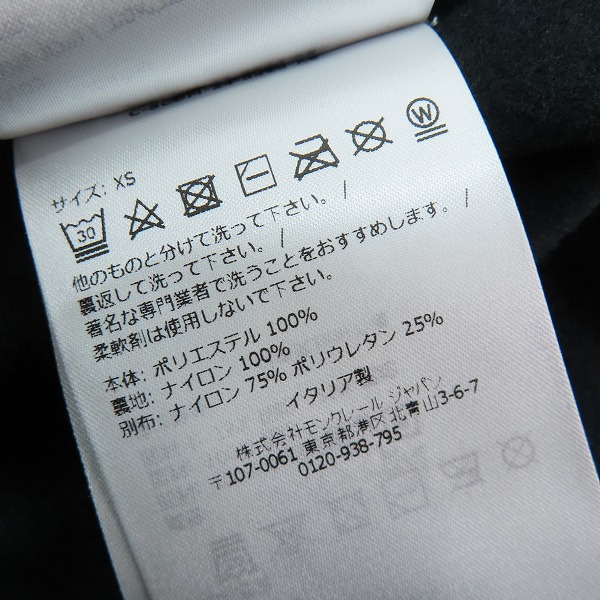 サイズ: XS
30
W
他のものと分けて洗って下さい。 /
裏返して洗って下さい。 /
著名な専門業者で洗うことをおすすめします。 /
柔軟剤は使用しないで下さい。
本体: ポリエステル 100%
裏地: ナイロン 100%
別布: ナイロン 75% ポリウレタン 25%
イタリア製
株式会社モンクレール ジャパン
〒107-0061 東京都港区北青山3-6-7
0120-938-795